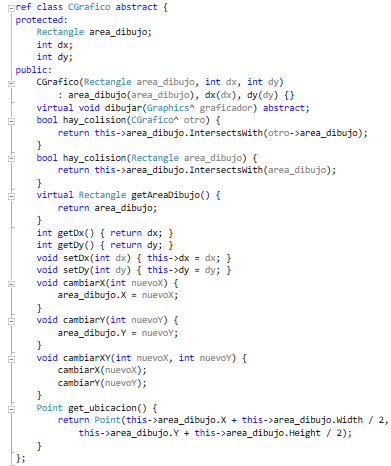 ref class CGrafico abstract {
protected:
    Rectangle area_dibujo;
    int dx;
    int dy;
public:
    CGrafico(Rectangle area_dibujo, int dx, int dy)
        : area_dibujo(area_dibujo), dx(dx), dy(dy) {}
    virtual void dibujar(Graphics^ graficador) abstract;
    bool hay_colision(CGrafico^ otro) {
        return this->area_dibujo.IntersectsWith(otro->area_dibujo);
    }
    bool hay_colision(Rectangle area_dibujo) {
        return this->area_dibujo.IntersectsWith(area_dibujo);
    }
    virtual Rectangle getAreaDibujo() {
        return area_dibujo;
    }
    int getDx() { return dx; }
    int getDy() { return dy; }
    void setDx(int dx) { this->dx = dx; }
    void setDy(int dy) { this->dy = dy; }
    void cambiarX(int nuevoX) {
        area_dibujo.X = nuevoX;
    }
    void cambiarY(int nuevoY) {
        area_dibujo.Y = nuevoY;
    }
    void cambiarXY(int nuevoX, int nuevoY) {
        cambiarX(nuevoX);
        cambiarY(nuevoY);
    }
    Point get_ubicacion() {
        return Point(this->area_dibujo.X + this->area_dibujo.Width / 2,
            this->area_dibujo.Y + this->area_dibujo.Height / 2);
    }
};